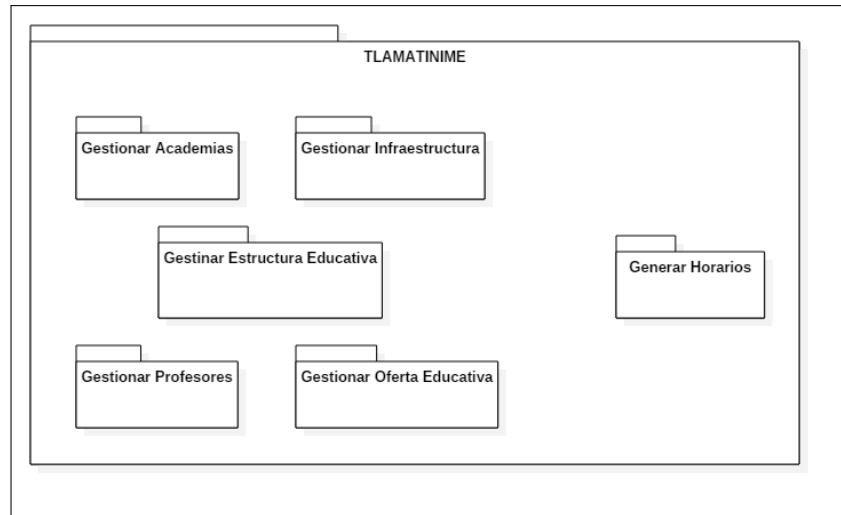 TLAMATINIME
Gestionar Academias
Gestionar Infraestructura
Gestinar Estructura Educativa
Generar Horarios
Gestionar Profesores
Gestionar Oferta Educativa